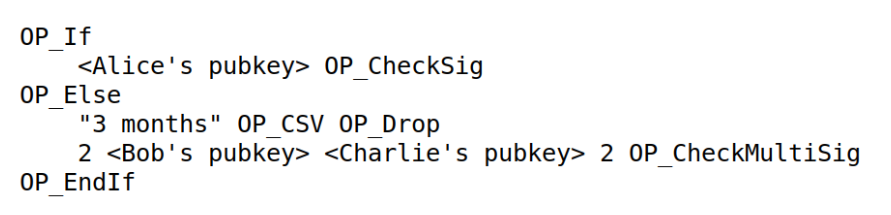 OP_If
<Alice's pubkey> OP_CheckSig
OP_Else
"3 months" OP_CSV OP_Drop
2 <Bob's pubkey> <Charlie's pubkey> 2 OP_CheckMultiSig
OP_EndIf